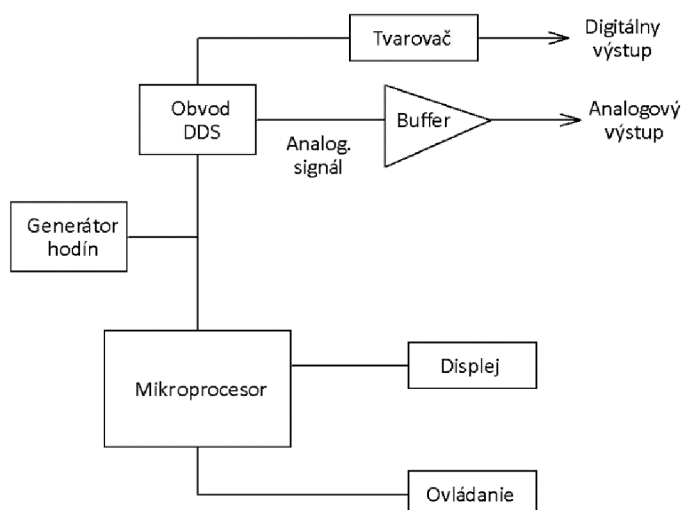 Tvarovač
Digitálny
výstup
Obvod
DDS
Analog.
signál
Buffer
Analogový
výstup
Generátor
hodín
Mikroprocesor
Displej
Ovládanie